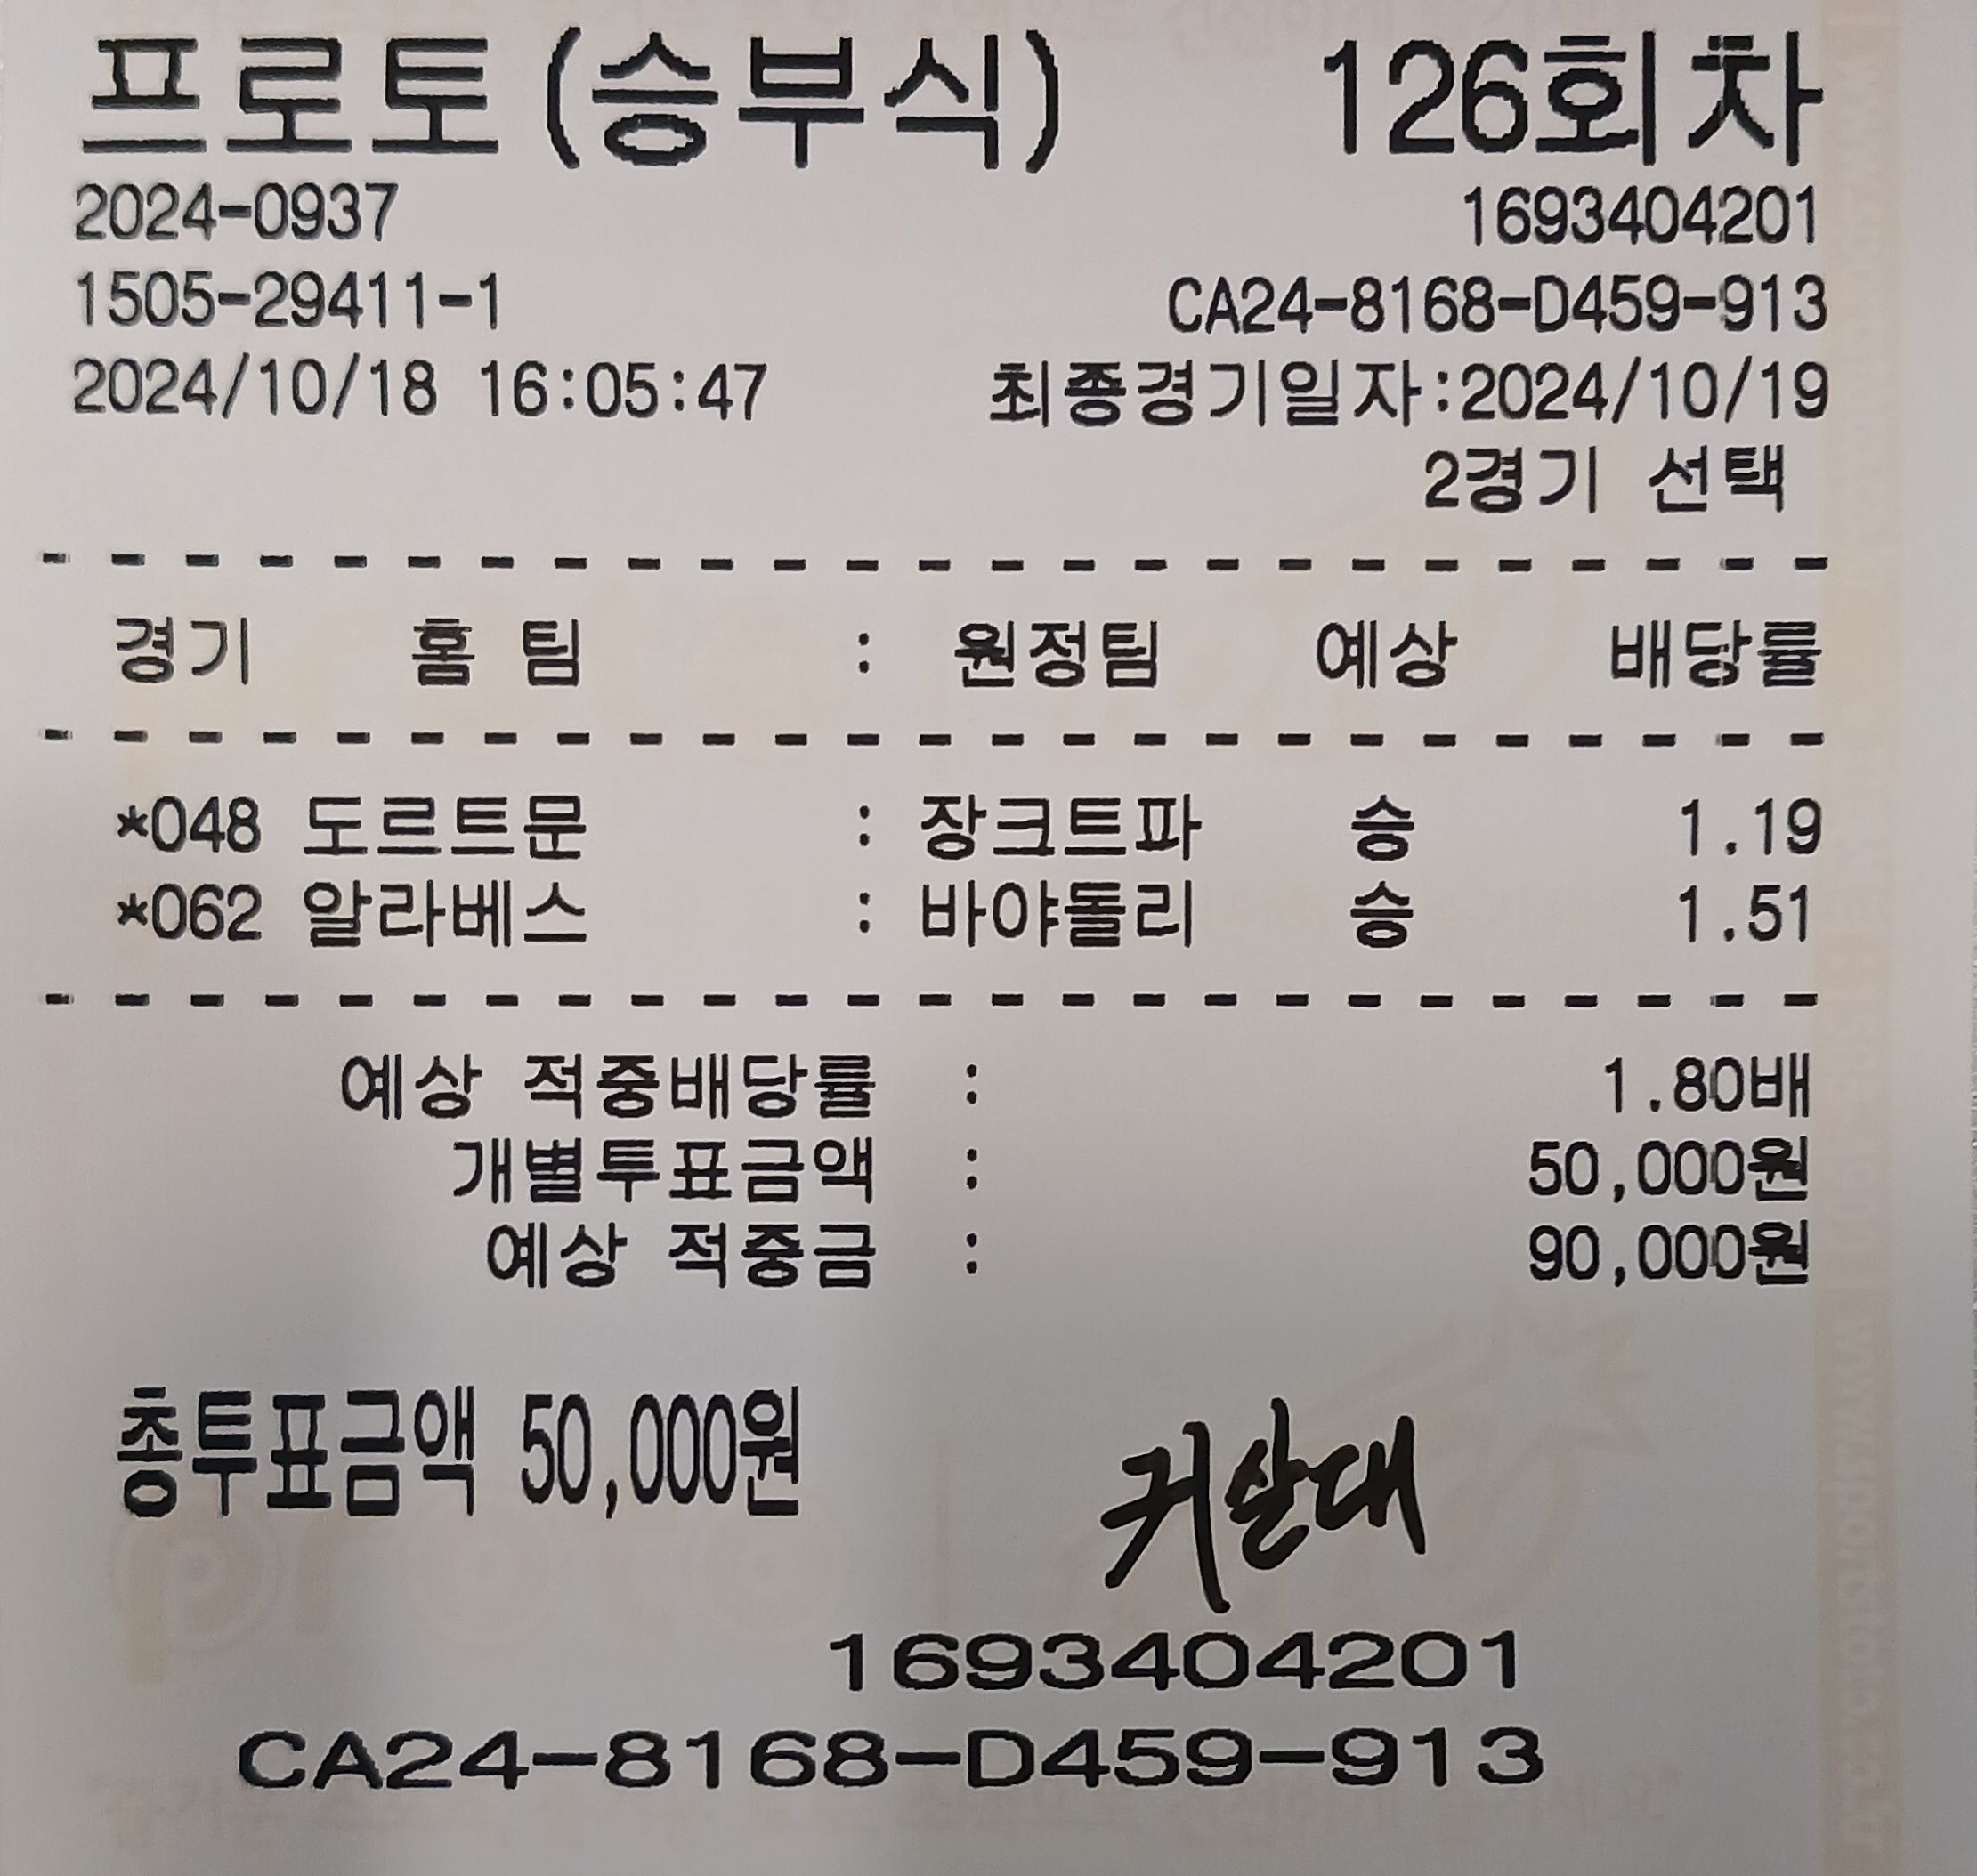 프로토(승부식) 126회차
2024-0937 1693404201
1505-29411-1 CA24-8168-D459-913
2024/10/18 16:05:47 최종경기일자:2024/10/19
2경기 선택
경기 홈 팀 : 원정팀 예상 배당률
*048 도르트문 : 장크트파 승 1.19
*062 알라베스 : 바야돌리 승 1.51
예상 적중배당률 : 1.80배
개별투표금액 : 50,000원
예상 적중금 : 90,000원
총투표금액 50,000원
귀살대
1693404201
CA24-8168-D459-913